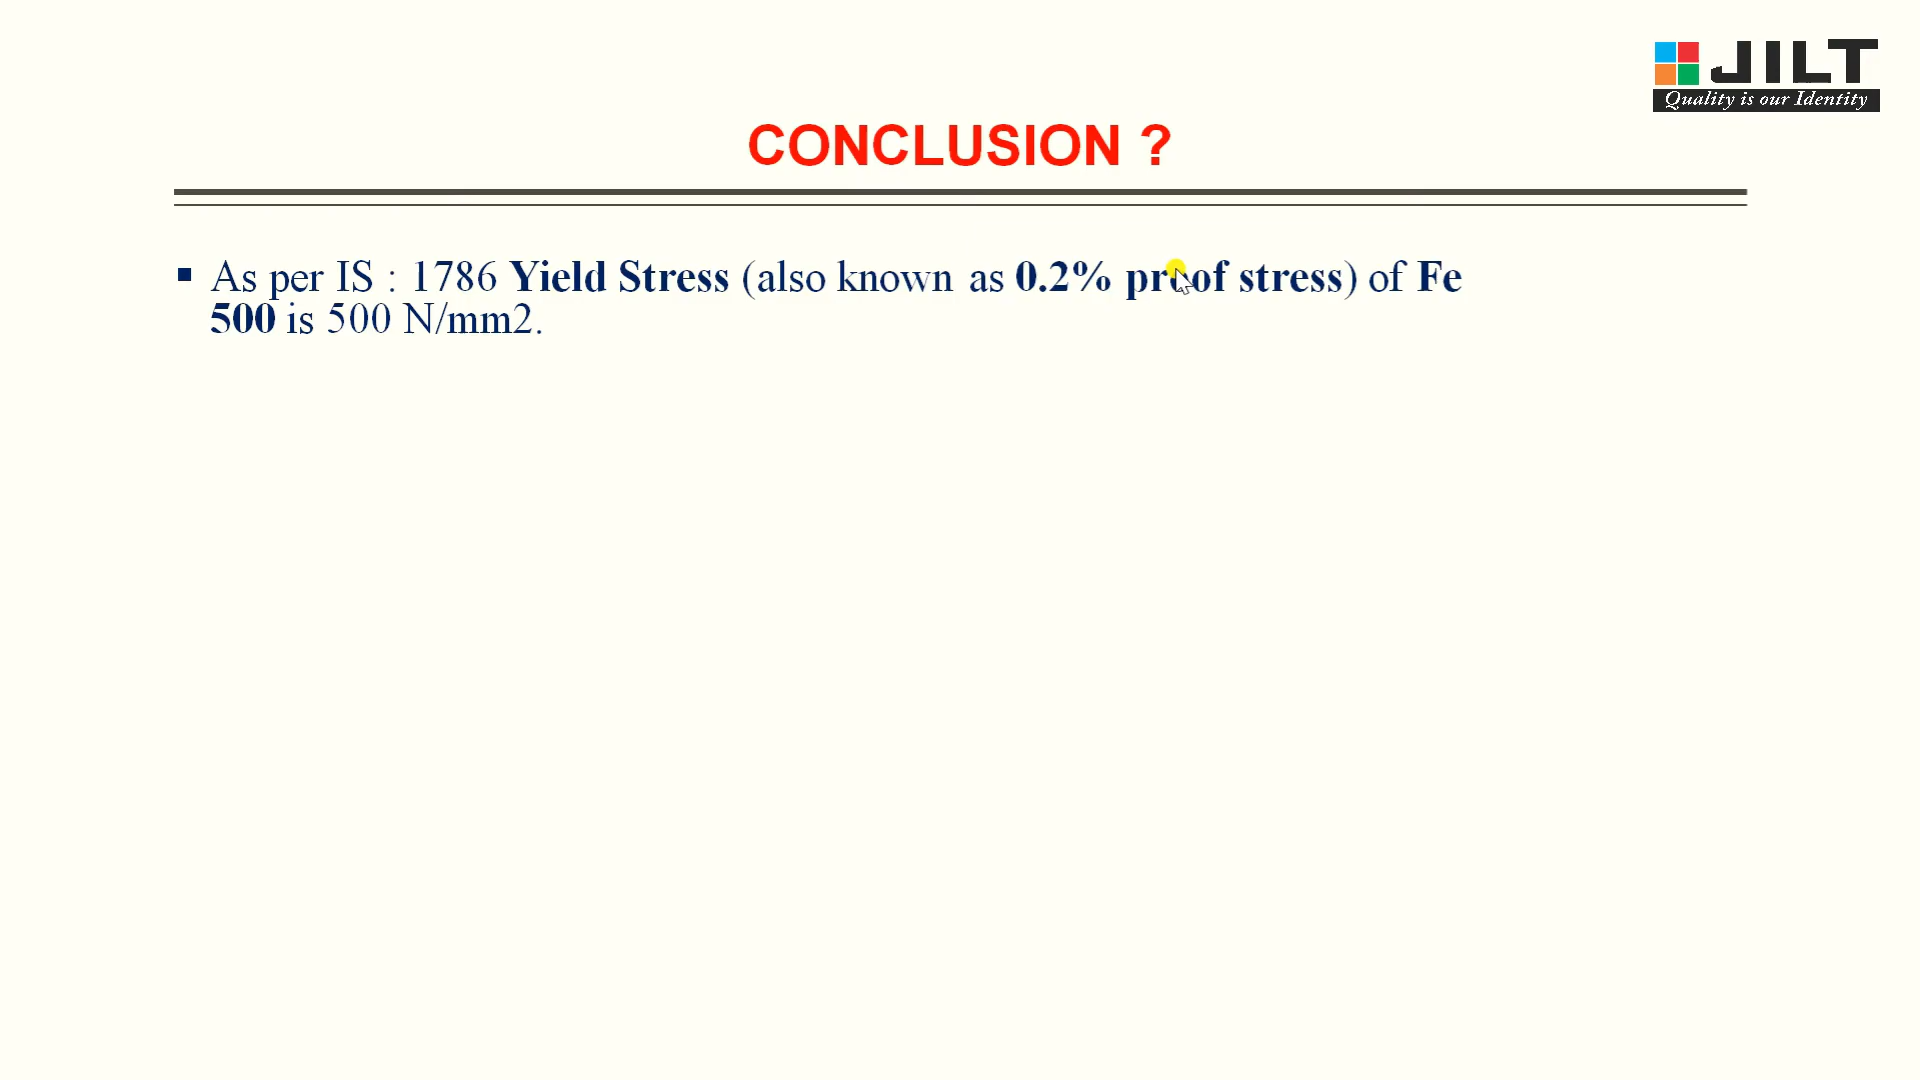 JILT
Quality is our Identity
CONCLUSION ?
▪ As per IS : 1786 Yield Stress (also known as 0.2% proof stress) of Fe
500 is 500 N/mm2.